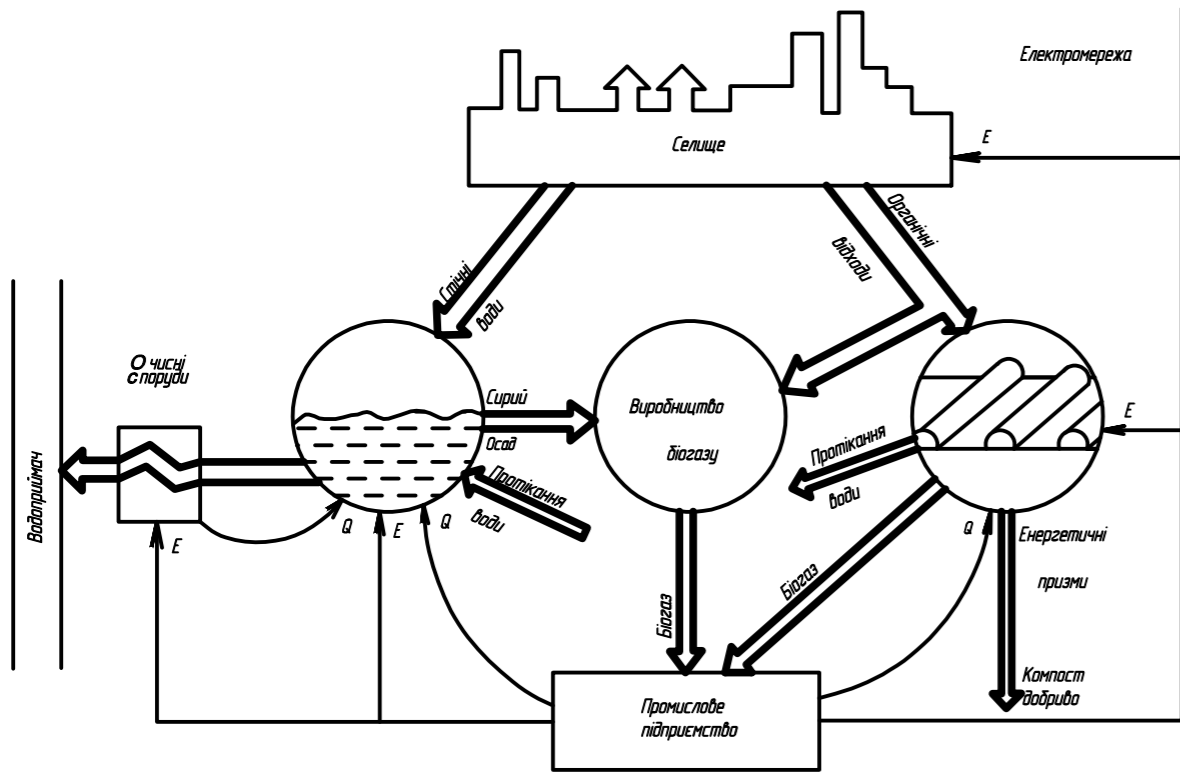 Електромережа
Селище
E
Органічні
відходи
Стічні
води
Водоприймач
О чисні
споруди
Сирий
Осад
Виробництво
біогазу
Протікання
води
E
Протікання
води
Q
E
Q
E
Q
Енергетичні
призми
Біогаз
Біогаз
Компост
добриво
Промислове
підприємство